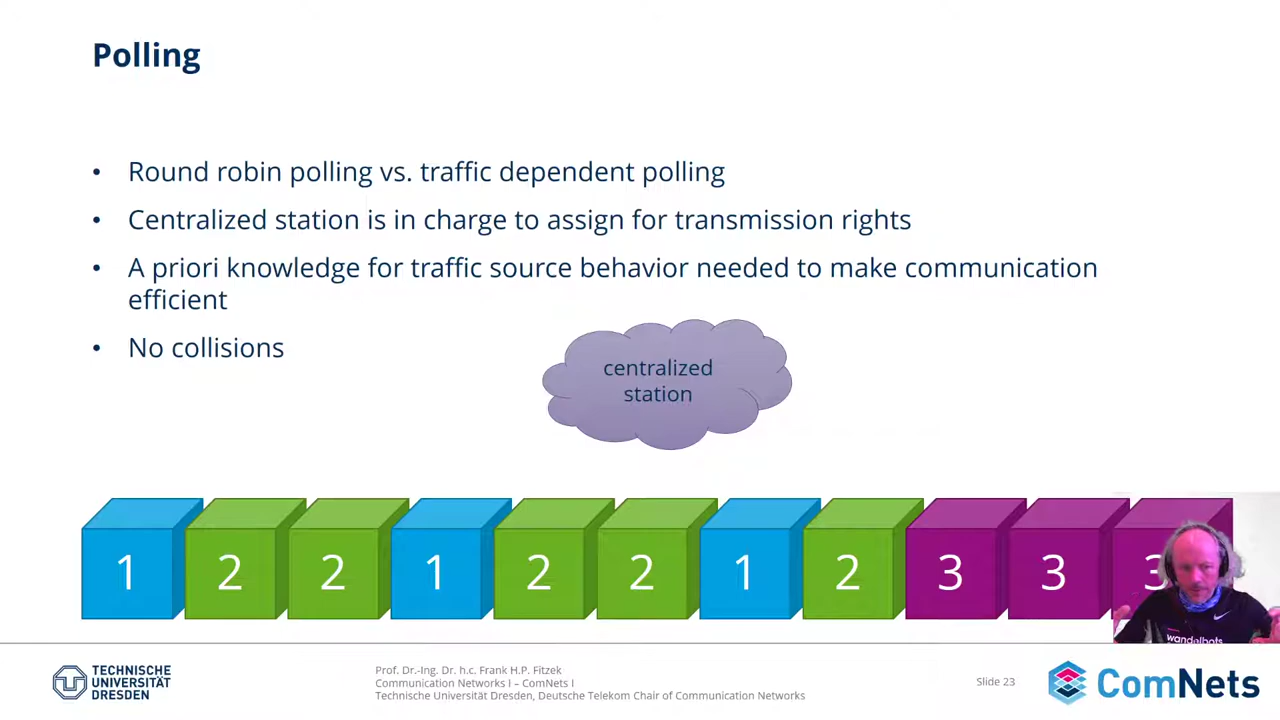 Polling
• Round robin polling vs. traffic dependent polling
• Centralized station is in charge to assign for transmission rights
• A priori knowledge for traffic source behavior needed to make communication
efficient
• No collisions
centralized
station
1 2 2 1 2 2 1 2 3 3 3
wandelbots
TECHNISCHE
UNIVERSITÄT
DRESDEN
Prof. Dr.-Ing. Dr. h.c. Frank H.P. Fitzek
Communication Networks I – ComNets I
Technische Universität Dresden, Deutsche Telekom Chair of Communication Networks
Slide 23
ComNets